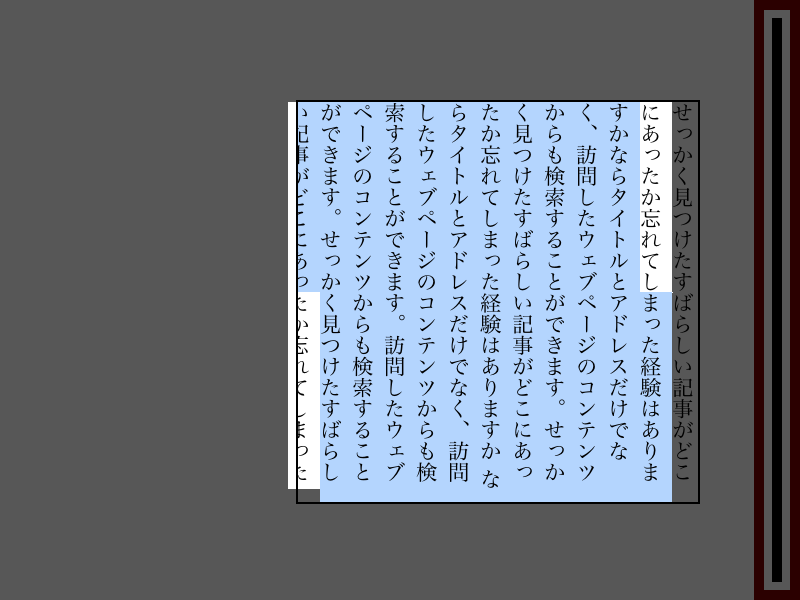 せっかく見つけたすばらしい記事がどこ
にあったか忘れてしまった経験はありま
すかならタイトルとアドレスだけでな
く、訪問したウェブページのコンテンツ
からも検索することができます。せっか
く見つけたすばらしい記事がどこにあっ
たか忘れてしまった経験はありますか な
らタイトルとアドレスだけでなく、訪問
したウェブページのコンテンツからも検
索することができます。訪問したウェブ
ページのコンテンツからも検索すること
ができます。せっかく見つけたすばらし
い記事がどこにあったか忘れてしまった